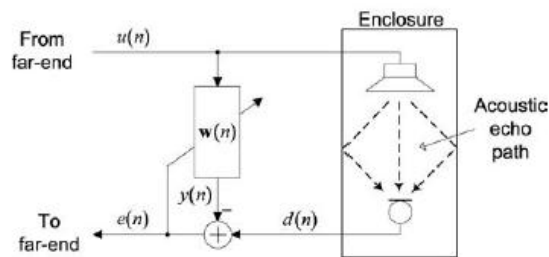 Enclosure
From
far-end
u(n)
w(n)
Acoustic
echo
path
y(n)
−
To
far-end
e(n)
+
d(n)